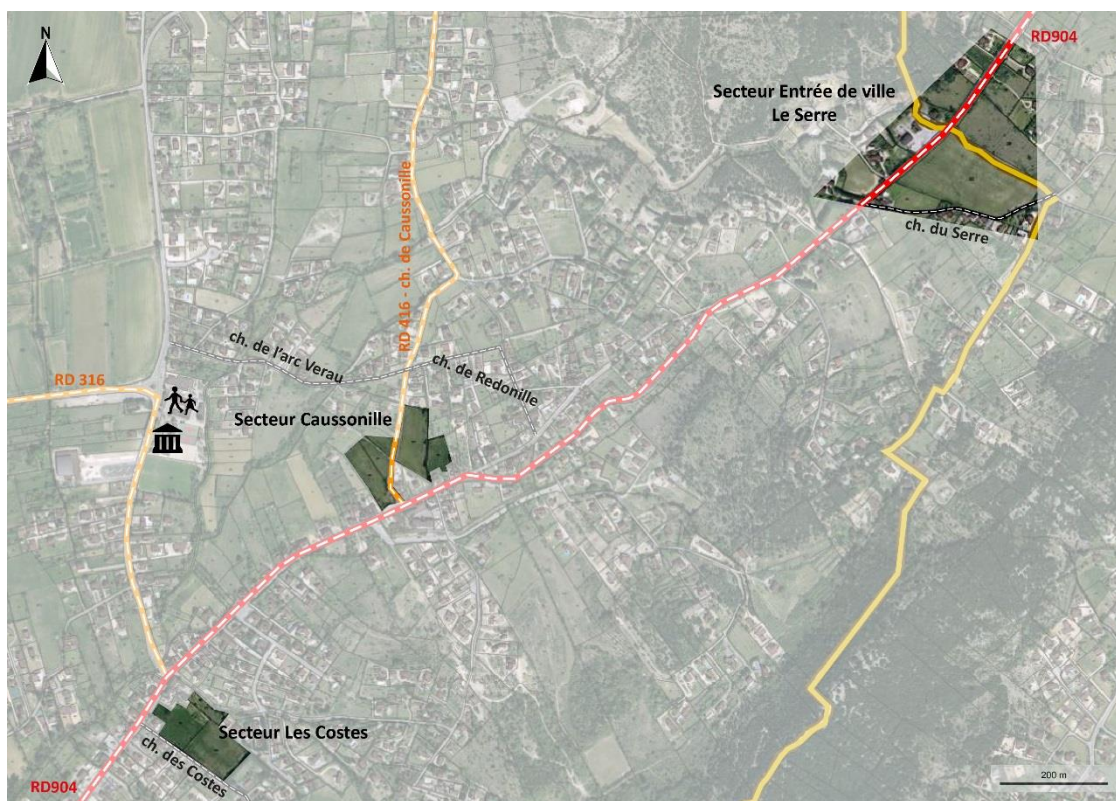 N
RD904
Secteur Entrée de ville
Le Serre
ch. du Serre
RD 416 - ch. de Caussonille
ch. de l'arc Verau
ch. de Redonille
RD 316
Secteur Caussonille
Secteur Les Costes
ch. des Costes
RD904
200 m